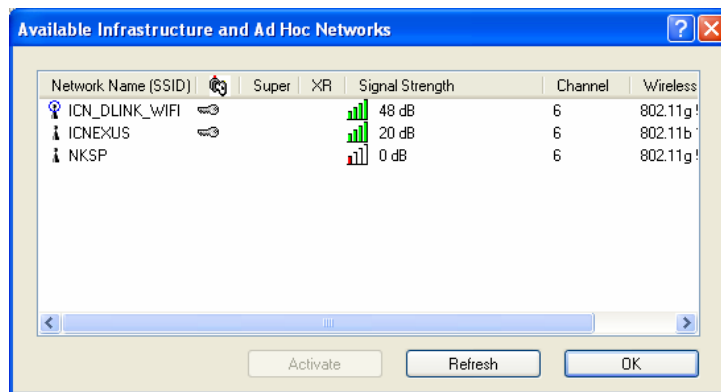 Available Infrastructure and Ad Hoc Networks
Network Name (SSID) Super XR Signal Strength Channel Wireless
ICN_DLINK_WIFI 48 dB 6 802.11g
ICNEXUS 20 dB 6 802.11b
NKSP 0 dB 6 802.11g
Activate Refresh OK